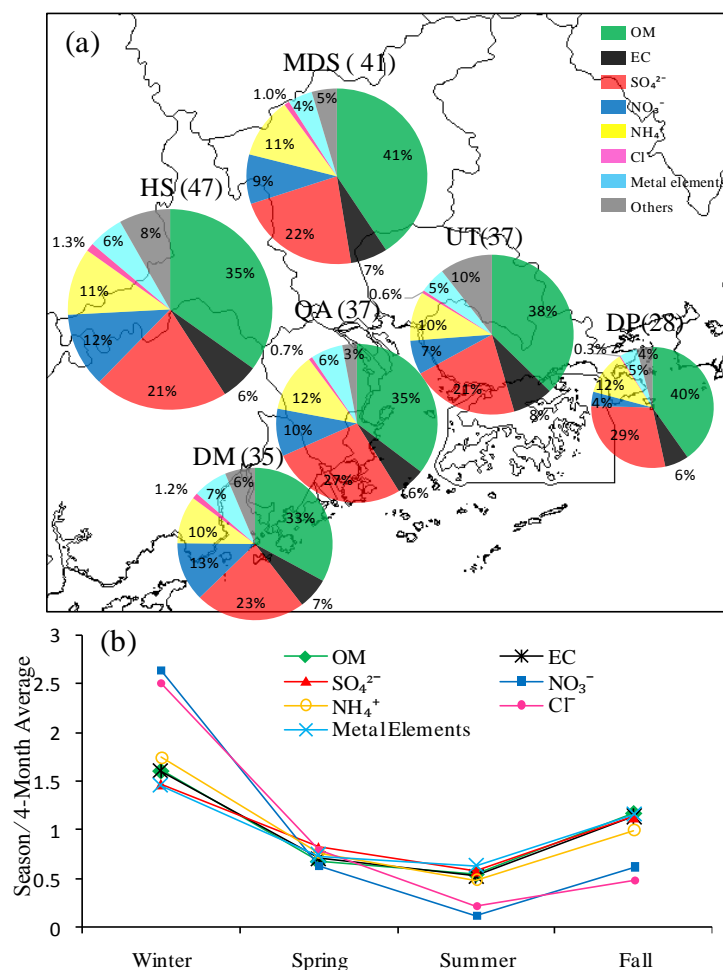 (a)
OM
EC
SO₄²⁻
NO₃⁻
NH₄⁺
Cl⁻
Metal elements
Others
MDS ( 41)
41%
7%
22%
9%
11%
1.0%
4%
5%
HS (47)
35%
6%
21%
12%
11%
1.3%
6%
8%
UT(37)
38%
8%
21%
7%
10%
0.6%
5%
10%
QA (37)
35%
6%
27%
10%
12%
0.7%
6%
3%
DP(28)
40%
6%
29%
4%
12%
0.3%
5%
4%
DM (35)
33%
7%
23%
13%
10%
1.2%
7%
6%
(b)
OM
EC
SO₄²⁻
NO₃⁻
NH₄⁺
Cl⁻
Metal Elements
Season/ 4-Month Average
3
2.5
2
1.5
1
0.5
0
Winter Spring Summer Fall